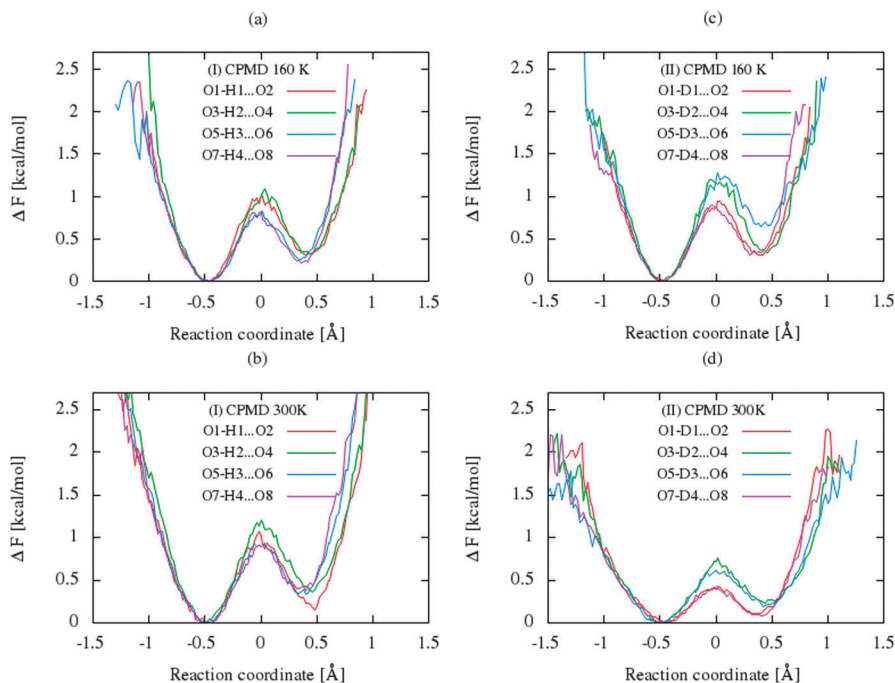 (a)
(I) CPMD 160 K
O1-H1...O2
O3-H2...O4
O5-H3...O6
O7-H4...O8
2.5
2
1.5
1
0.5
0
Δ F [kcal/mol]
-1.5 -1 -0.5 0 0.5 1 1.5
Reaction coordinate [Å]
(c)
(II) CPMD 160 K
O1-D1...O2
O3-D2...O4
O5-D3...O6
O7-D4...O8
2.5
2
1.5
1
0.5
0
Δ F [kcal/mol]
-1.5 -1 -0.5 0 0.5 1 1.5
Reaction coordinate [Å]
(b)
(I) CPMD 300K
O1-H1...O2
O3-H2...O4
O5-H3...O6
O7-H4...O8
2.5
2
1.5
1
0.5
0
Δ F [kcal/mol]
-1.5 -1 -0.5 0 0.5 1 1.5
Reaction coordinate [Å]
(d)
(II) CPMD 300K
O1-D1...O2
O3-D2...O4
O5-D3...O6
O7-D4...O8
2.5
2
1.5
1
0.5
0
Δ F [kcal/mol]
-1.5 -1 -0.5 0 0.5 1 1.5
Reaction coordinate [Å]